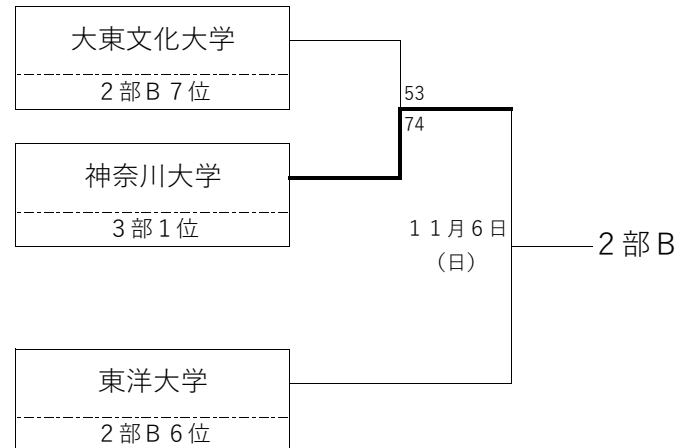 大東文化大学
２部Ｂ７位
53
74
神奈川大学
３部１位
１１月６日
（日）
２部Ｂ
東洋大学
２部Ｂ６位